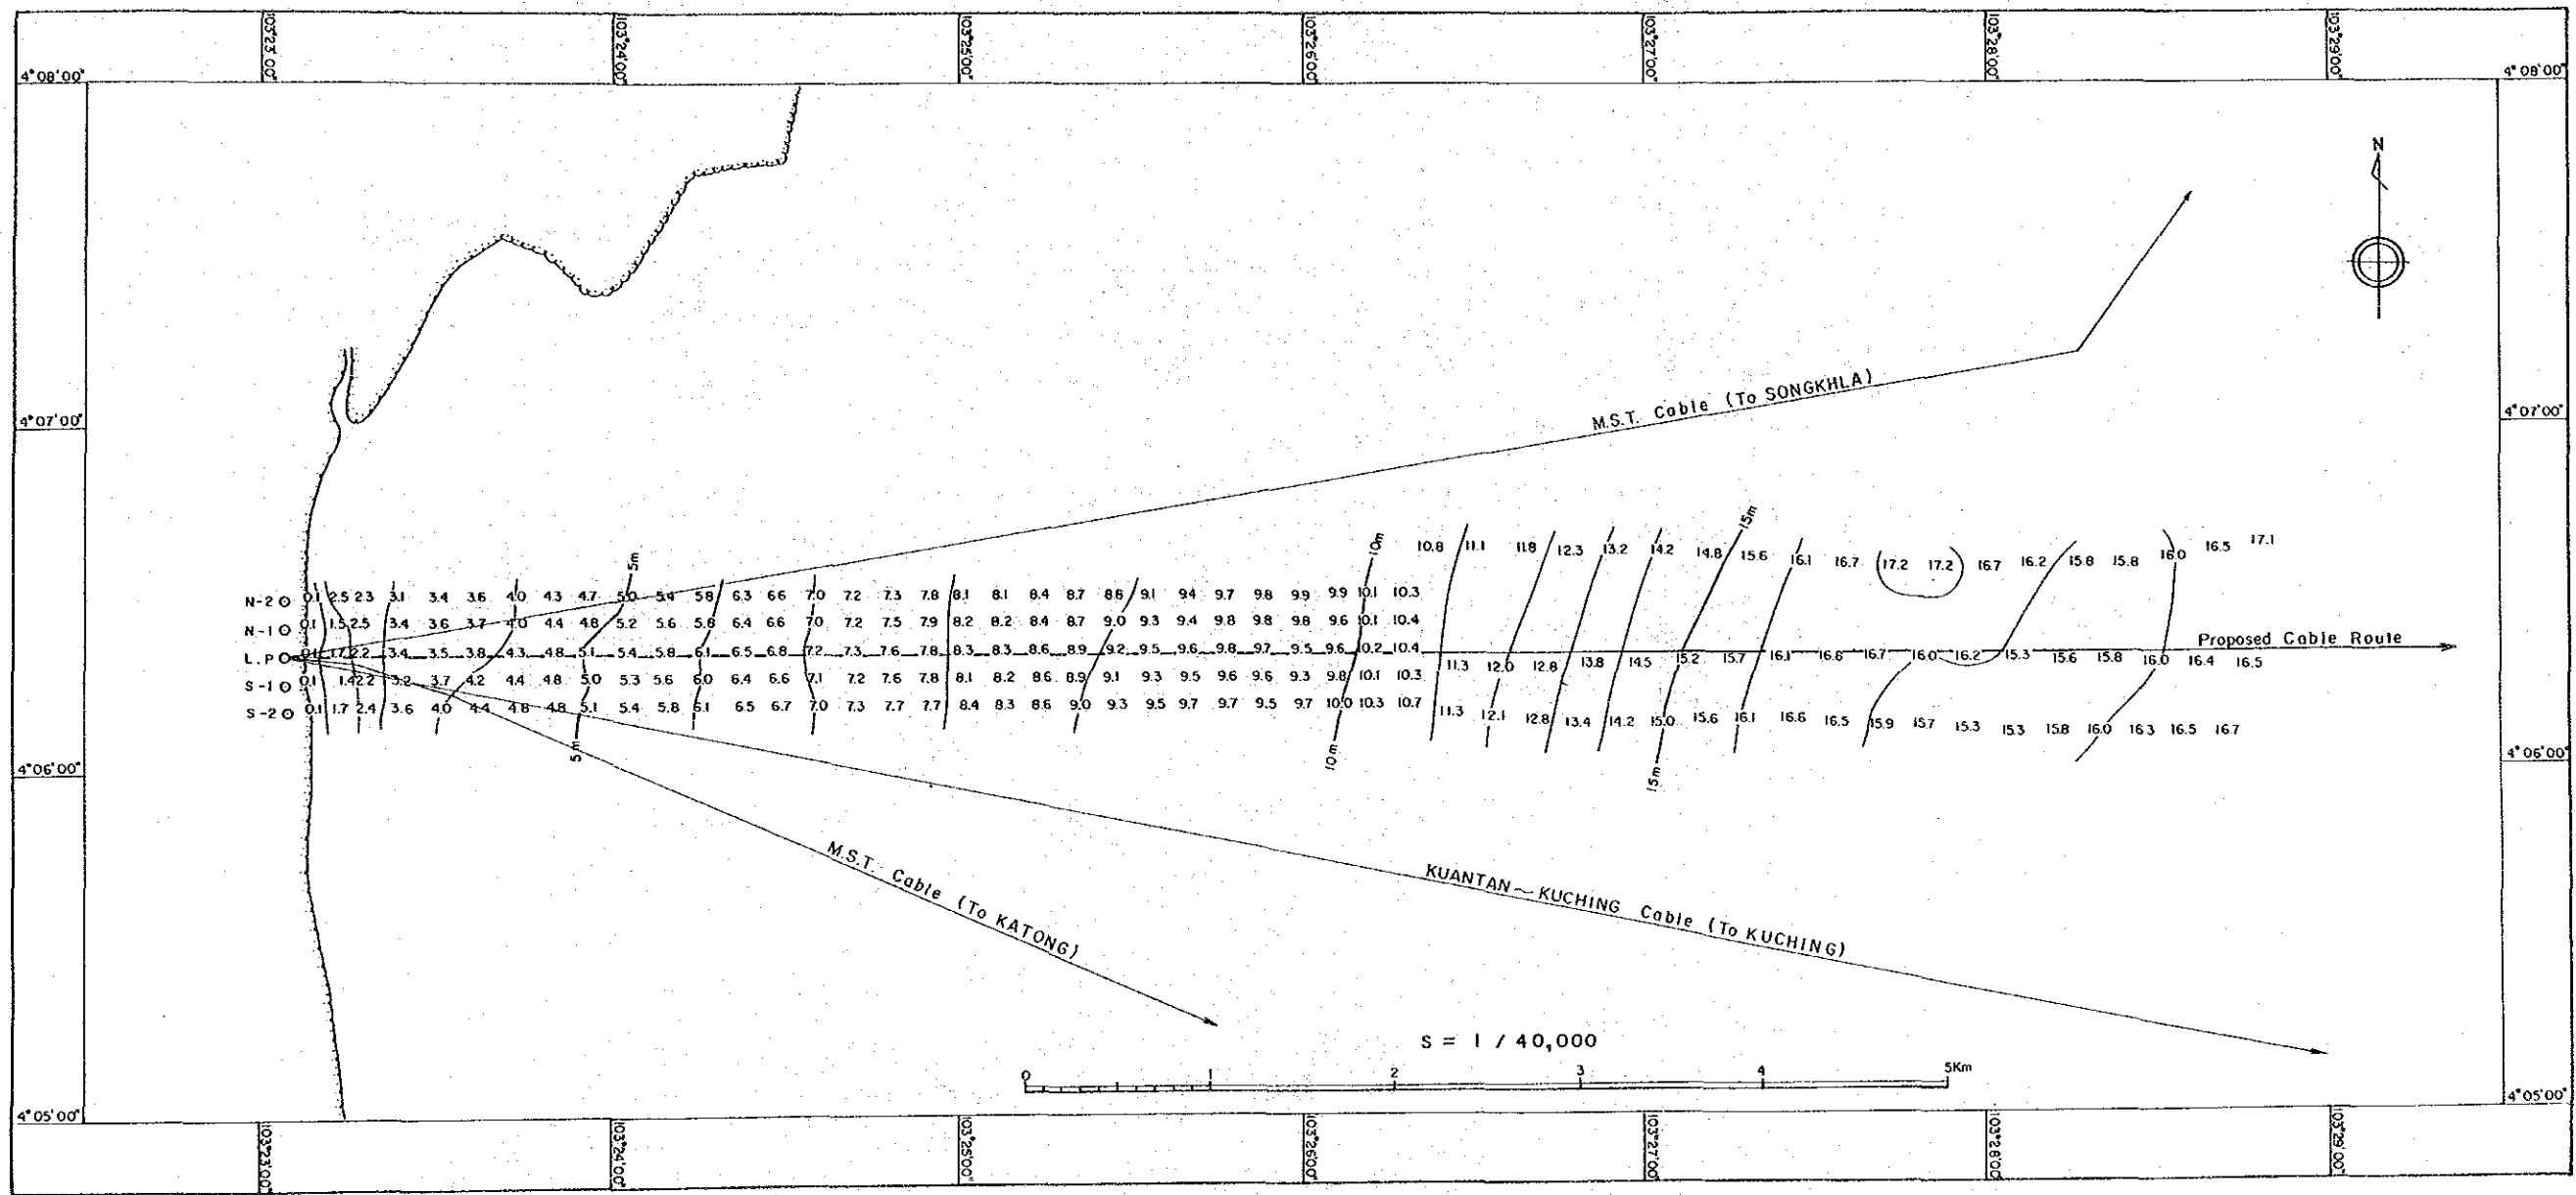 103°23'00" 103°24'00" 103°25'00" 103°26'00" 103°27'00" 103°28'00" 103°29'00"
4°08'00" 4°08'00"
N
M.S.T. Cable (To SONGKHLA)
4°07'00" 4°07'00"
15m
10m
5m
10.8 11.1 11.8 12.3 13.2 14.2 14.8 15.6 16.1 16.7 17.2 17.2 16.7 16.2 15.8 15.8 16.0 16.5 17.1
N-2 0.1 2.5 2.3 3.1 3.4 3.6 4.0 4.3 4.7 5.0 5.4 5.8 6.3 6.6 7.0 7.2 7.3 7.8 8.1 8.1 8.4 8.7 8.8 9.1 9.4 9.7 9.8 9.9 9.9 10.1 10.3
N-1 0.1 1.5 2.5 3.4 3.6 3.7 4.0 4.4 4.8 5.2 5.6 5.8 6.4 6.6 7.0 7.2 7.5 7.9 8.2 8.2 8.4 8.7 9.0 9.3 9.4 9.8 9.8 9.8 9.6 10.1 10.4
Proposed Cable Route
L.P 0.1 1.7 2.2 3.4 3.5 3.8 4.3 4.8 5.1 5.4 5.8 6.1 6.5 6.8 7.2 7.3 7.6 7.8 8.3 8.3 8.6 8.9 9.2 9.5 9.6 9.8 9.7 9.5 9.6 10.2 10.4
11.3 12.0 12.8 13.8 14.5 15.2 15.7 16.1 16.8 16.7 16.0 16.2 15.3 15.6 15.8 16.0 16.4 16.5
S-1 0.1 1.4 2.2 3.2 3.7 4.2 4.4 4.8 5.0 5.3 5.6 6.0 6.4 6.6 7.1 7.2 7.6 7.8 8.1 8.2 8.6 8.9 9.1 9.3 9.5 9.6 9.6 9.3 9.8 10.1 10.3
S-2 0.1 1.7 2.4 3.6 4.0 4.4 4.8 4.8 5.1 5.4 5.8 6.1 6.5 6.7 7.0 7.3 7.7 7.7 8.4 8.3 8.6 9.0 9.3 9.5 9.7 9.7 9.5 9.7 10.0 10.3 10.7
11.3 12.1 12.8 13.4 14.2 15.0 15.6 16.1 16.6 16.5 15.9 15.7 15.3 15.3 15.8 16.0 16.3 16.5 16.7
5m
10m
15m
4°06'00" 4°06'00"
M.S.T. Cable (To KATONG)
KUANTAN~KUCHING Cable (To KUCHING)
S = 1 / 40,000
0 1 2 3 4 5Km
4°05'00" 4°05'00"
103°23'00" 103°24'00" 103°25'00" 103°26'00" 103°27'00" 103°28'00" 103°29'00"